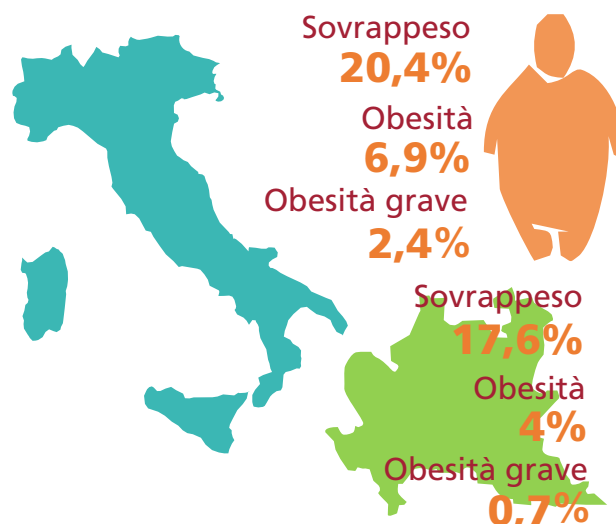 Sovrappeso
20,4%
Obesità
6,9%
Obesità grave
2,4%
Sovrappeso
17,6%
Obesità
4%
Obesità grave
0,7%